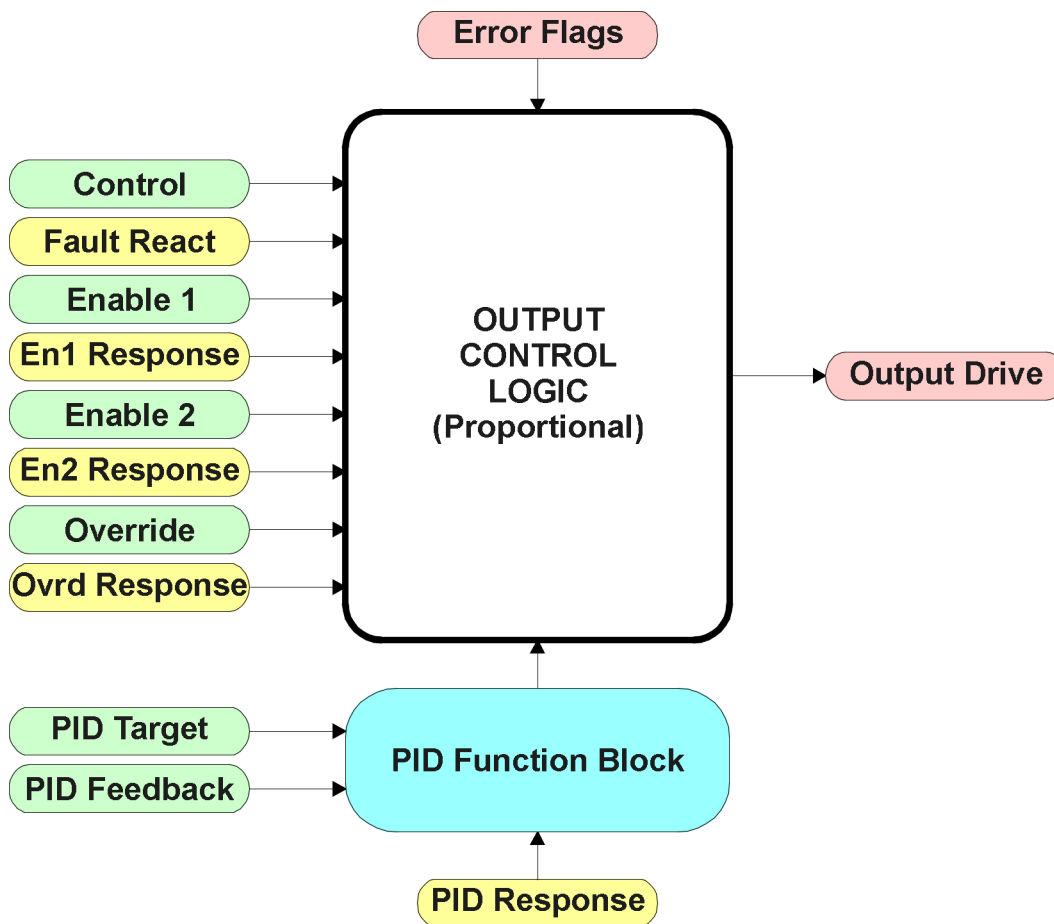 Error Flags
Control
Fault React
Enable 1
En1 Response
Enable 2
En2 Response
Override
Ovrd Response
OUTPUT
CONTROL
LOGIC
(Proportional)
Output Drive
PID Target
PID Feedback
PID Function Block
PID Response